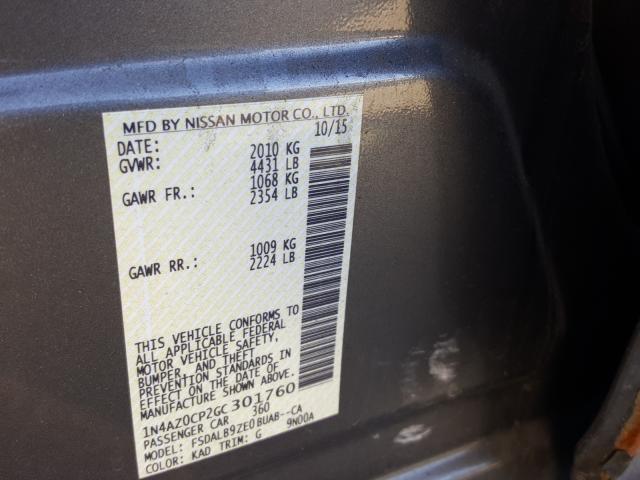 MFD BY NISSAN MOTOR CO., LTD.
DATE: 10/15
GVWR: 2010 KG
4431 LB
GAWR FR.: 1068 KG
2354 LB
GAWR RR.: 1009 KG
2224 LB
THIS VEHICLE CONFORMS TO
ALL APPLICABLE FEDERAL
MOTOR VEHICLE SAFETY,
BUMPER, AND THEFT
PREVENTION STANDARDS IN
EFFECT ON THE DATE OF
MANUFACTURE SHOWN ABOVE.
1N4AZ0CP2GC301760
PASSENGER CAR 360
MODEL: FSDALB9ZE0BUAB--CA
COLOR: KAD TRIM: G 9N00A